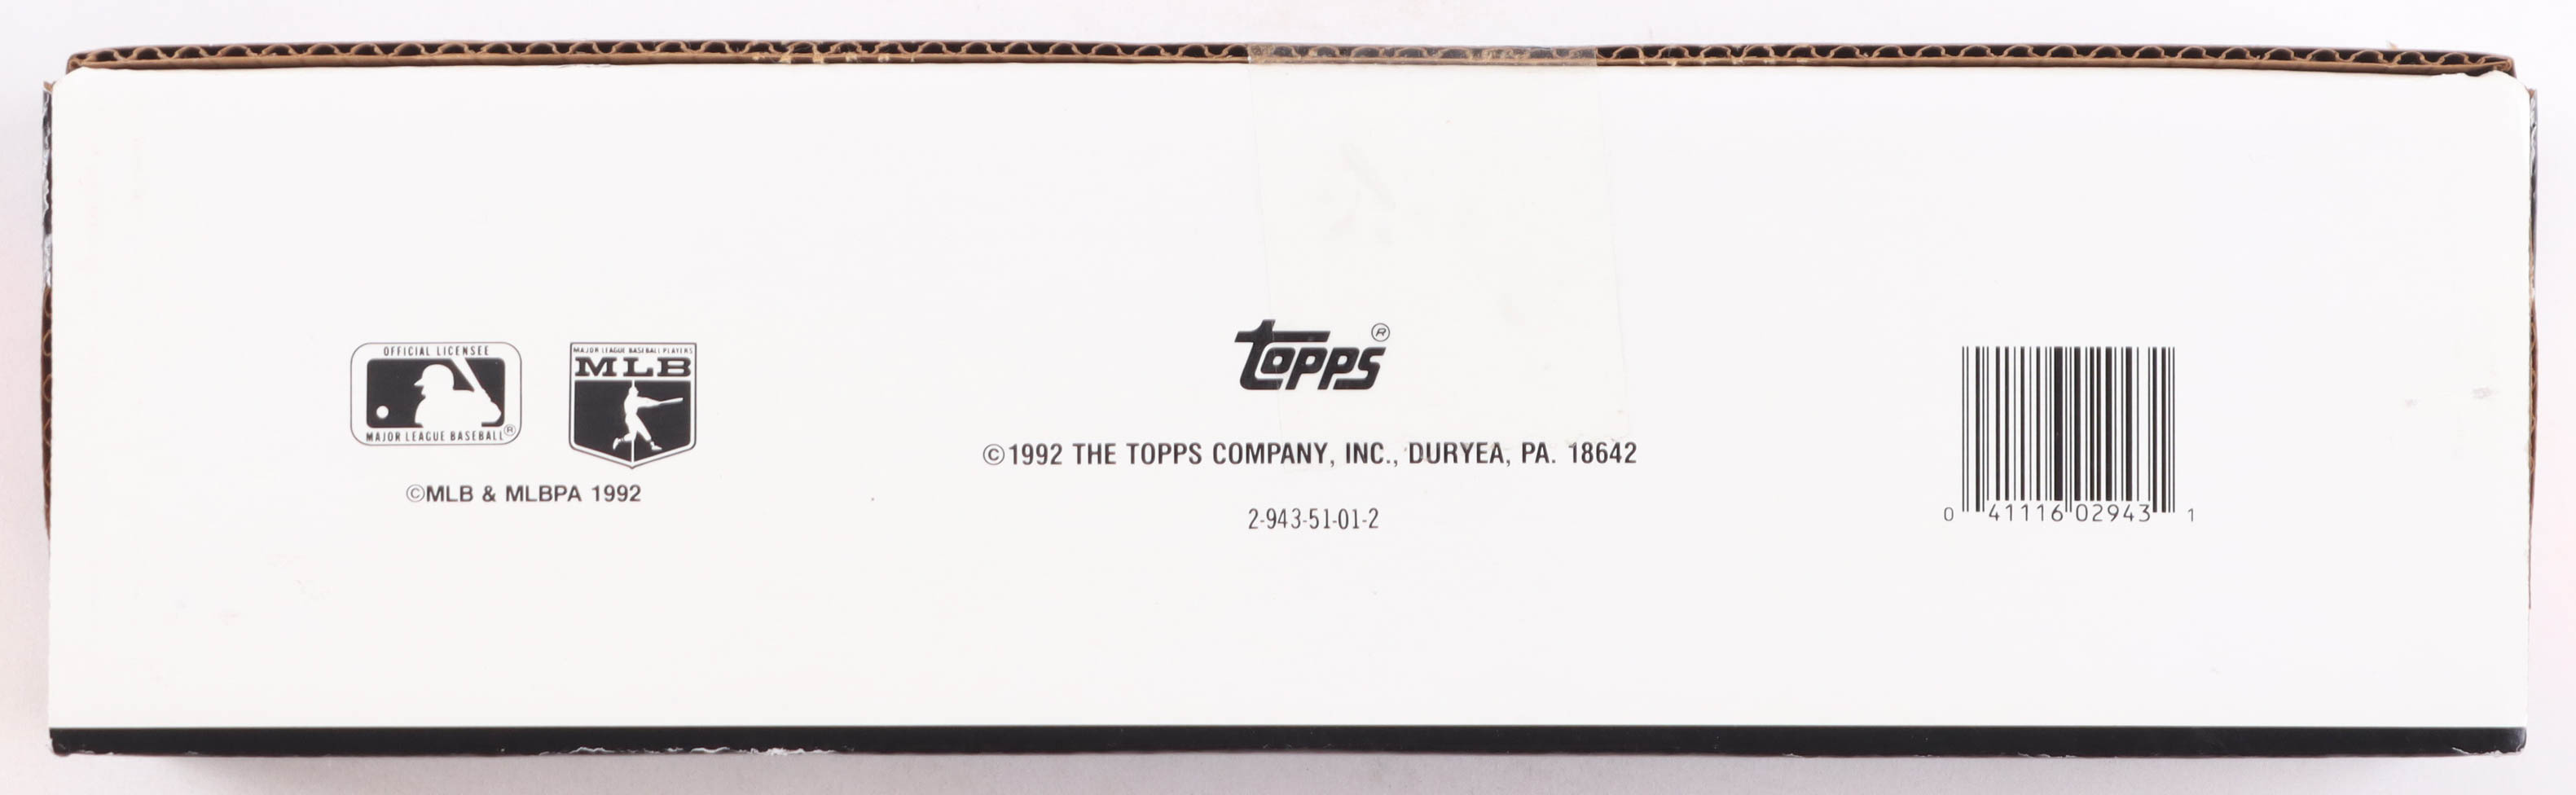 OFFICIAL LICENSEE
MAJOR LEAGUE BASEBALL®
MAJOR LEAGUE BASEBALL PLAYERS
MLB
©MLB & MLBPA 1992
TOPPS®
©1992 THE TOPPS COMPANY, INC., DURYEA, PA. 18642
2-943-51-01-2
0 41116 02943 1